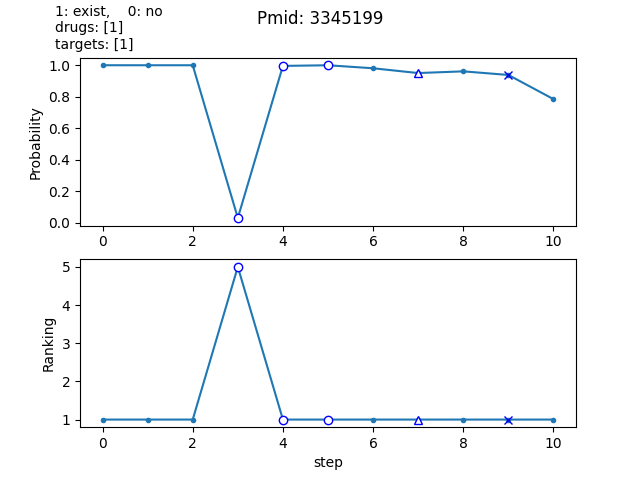 1: exist,    0: no
Pmid: 3345199
drugs: [1]
targets: [1]
1.0
0.8
0.6
0.4
0.2
0.0
Probability
0 2 4 6 8 10
5
4
3
2
1
Ranking
0 2 4 6 8 10
step